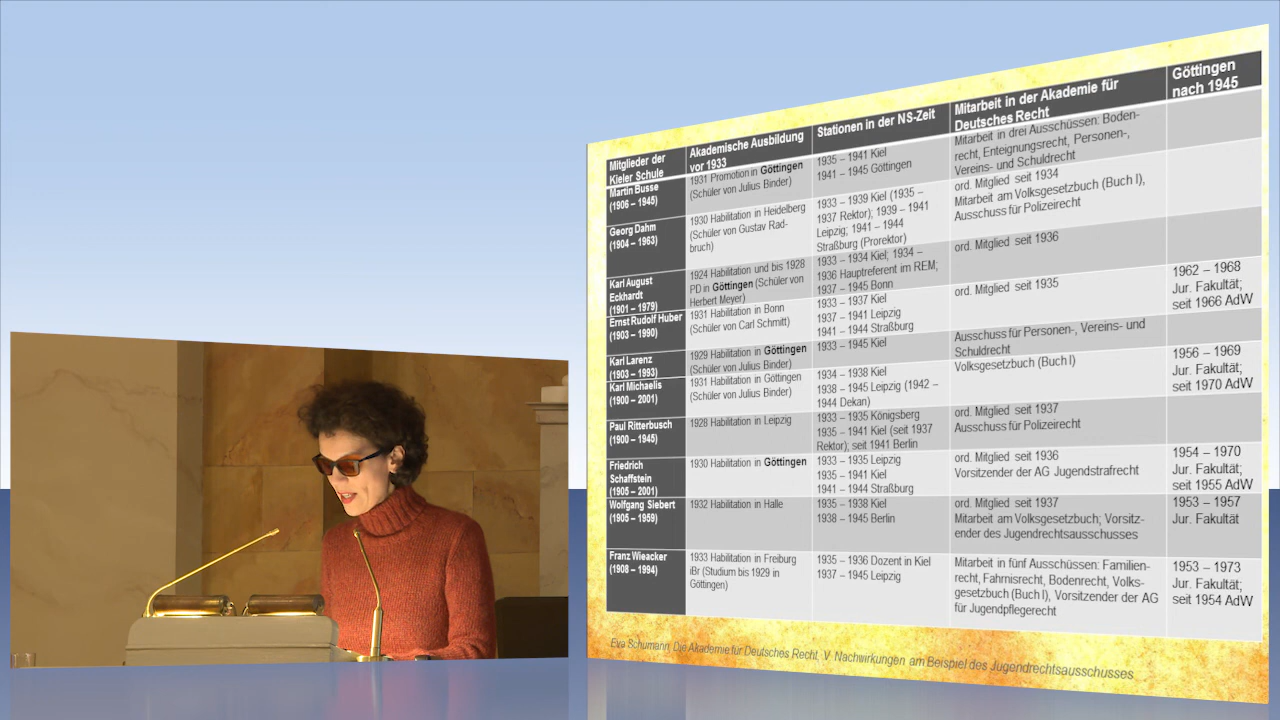 Mitglieder der
Kieler Schule
Akademische Ausbildung
vor 1933
Stationen in der NS-Zeit
Mitarbeit in der Akademie für
Deutsches Recht
Göttingen
nach 1945
Martin Busse
(1906 – 1945)
1931 Promotion in Göttingen
(Schüler von Julius Binder)
1935 – 1941 Kiel
1941 – 1945 Göttingen
Mitarbeit in drei Ausschüssen: Boden-
recht, Enteignungsrecht, Personen-,
Vereins- und Schuldrecht
Georg Dahm
(1904 – 1963)
1930 Habilitation in Heidelberg
(Schüler von Gustav Rad-
bruch)
1933 – 1939 Kiel (1935 –
1937 Rektor); 1939 – 1941
Leipzig; 1941 – 1944
Straßburg (Prorektor)
ord. Mitglied seit 1934
Mitarbeit am Volksgesetzbuch (Buch I),
Ausschuss für Polizeirecht
Karl August
Eckhardt
(1901 – 1979)
1924 Habilitation und bis 1928
PD in Göttingen (Schüler von
Herbert Meyer)
1933 – 1934 Kiel; 1934 –
1936 Hauptreferent im REM;
1937 – 1945 Bonn
ord. Mitglied seit 1936
Ernst Rudolf Huber
(1903 – 1990)
1931 Habilitation in Bonn
(Schüler von Carl Schmitt)
1933 – 1937 Kiel
1937 – 1941 Leipzig
1941 – 1944 Straßburg
ord. Mitglied seit 1935
1962 – 1968
Jur. Fakultät;
seit 1966 AdW
Karl Larenz
(1903 – 1993)
1929 Habilitation in Göttingen
(Schüler von Julius Binder)
1933 – 1945 Kiel
Ausschuss für Personen-, Vereins- und
Schuldrecht
Karl Michaelis
(1900 – 2001)
1931 Habilitation in Göttingen
(Schüler von Julius Binder)
1934 – 1938 Kiel
1938 – 1945 Leipzig (1942 –
1944 Dekan)
Volksgesetzbuch (Buch I)
1956 – 1969
Jur. Fakultät;
seit 1970 AdW
Paul Ritterbusch
(1900 – 1945)
1928 Habilitation in Leipzig
1933 – 1935 Königsberg
1935 – 1941 Kiel (seit 1937
Rektor); seit 1941 Berlin
ord. Mitglied seit 1937
Ausschuss für Polizeirecht
Friedrich
Schaffstein
(1905 – 2001)
1930 Habilitation in Göttingen
1933 – 1935 Leipzig
1935 – 1941 Kiel
1941 – 1944 Straßburg
ord. Mitglied seit 1936
Vorsitzender der AG Jugendstrafrecht
1954 – 1970
Jur. Fakultät;
seit 1955 AdW
Wolfgang Siebert
(1905 – 1959)
1932 Habilitation in Halle
1935 – 1938 Kiel
1938 – 1945 Berlin
ord. Mitglied seit 1937
Mitarbeit am Volksgesetzbuch; Vorsitz-
ender des Jugendrechtsausschusses
1953 – 1957
Jur. Fakultät
Franz Wieacker
(1908 – 1994)
1933 Habilitation in Freiburg
iBr (Studium bis 1929 in
Göttingen)
1935 – 1936 Dozent in Kiel
1937 – 1945 Leipzig
Mitarbeit in fünf Ausschüssen: Familien-
recht, Fahrnisrecht, Bodenrecht, Volks-
gesetzbuch (Buch I), Vorsitzender der AG
für Jugendpflegerecht
1953 – 1973
Jur. Fakultät;
seit 1954 AdW
Eva Schumann, Die Akademie für Deutsches Recht, V. Nachwirkungen am Beispiel des Jugendrechtsausschusses